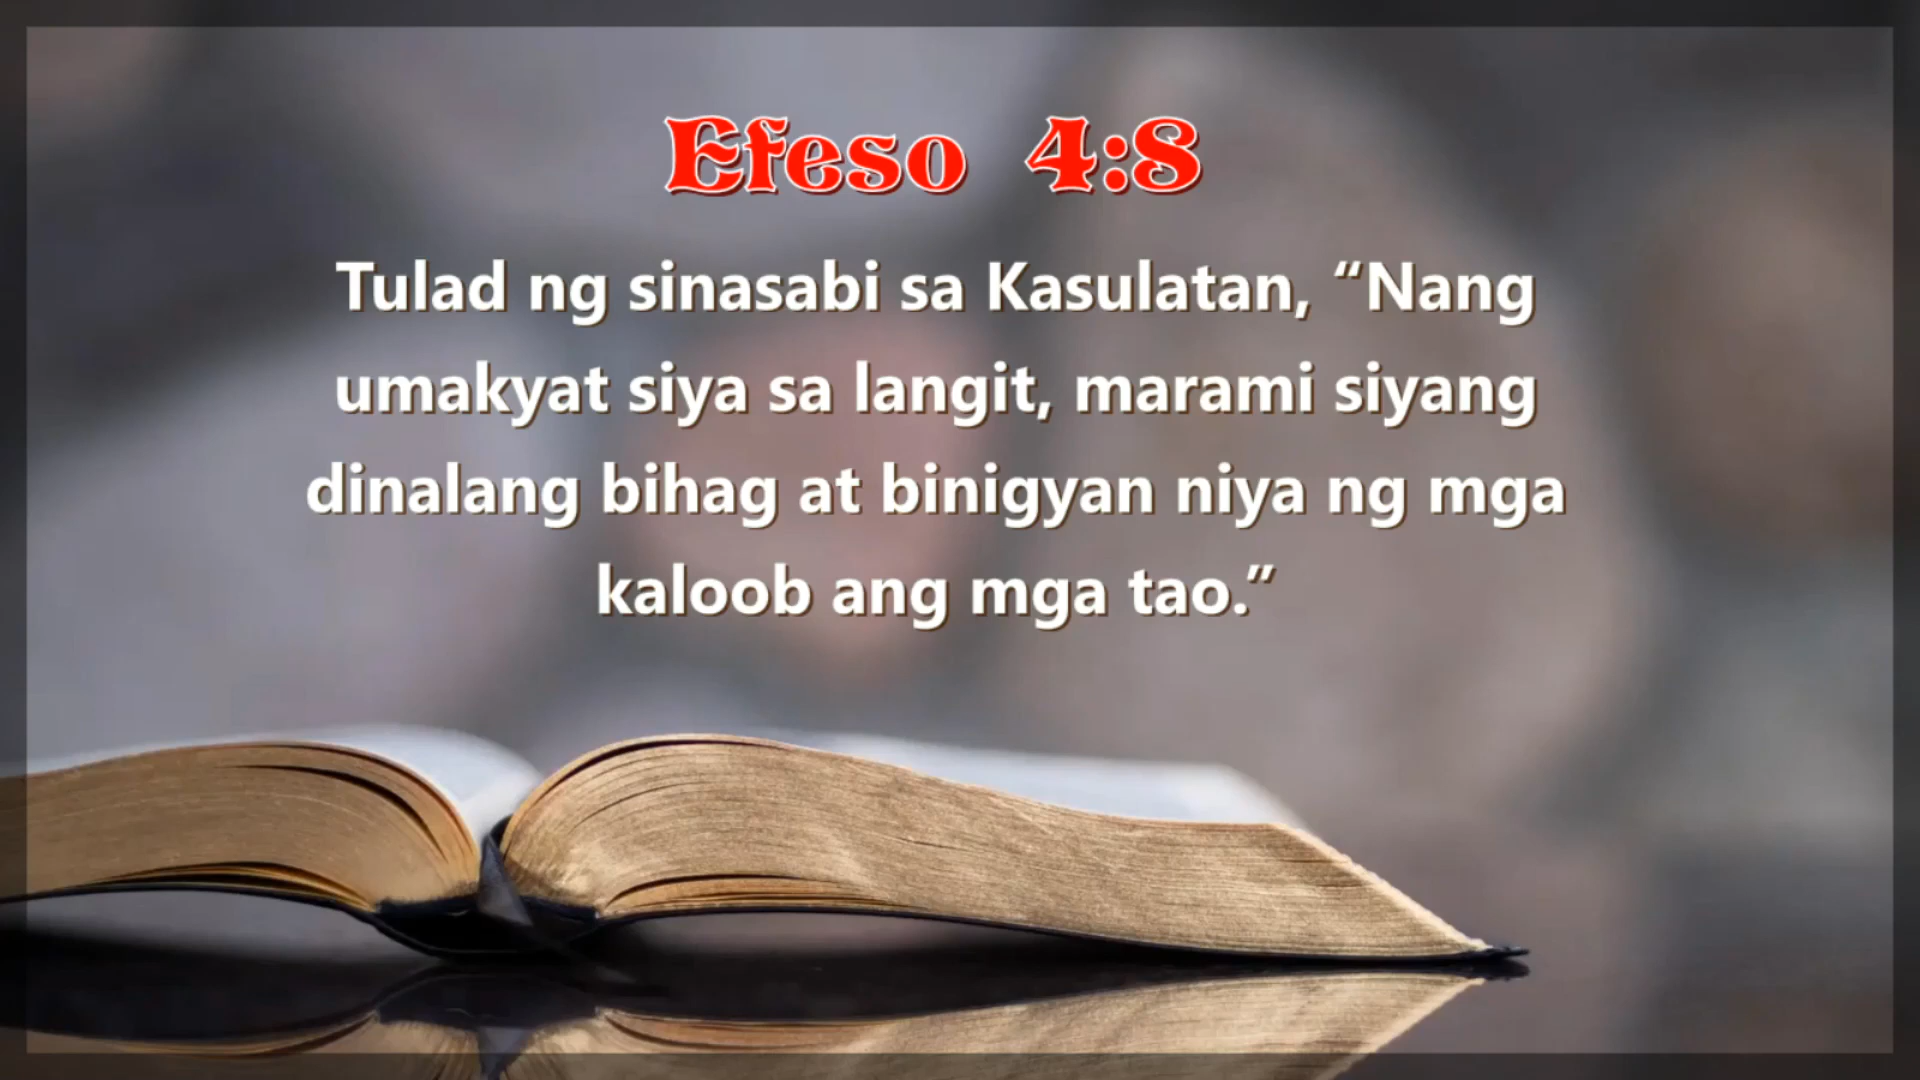 Efeso 4:8
Tulad ng sinasabi sa Kasulatan, “Nang
umakyat siya sa langit, marami siyang
dinalang bihag at binigyan niya ng mga
kaloob ang mga tao.”